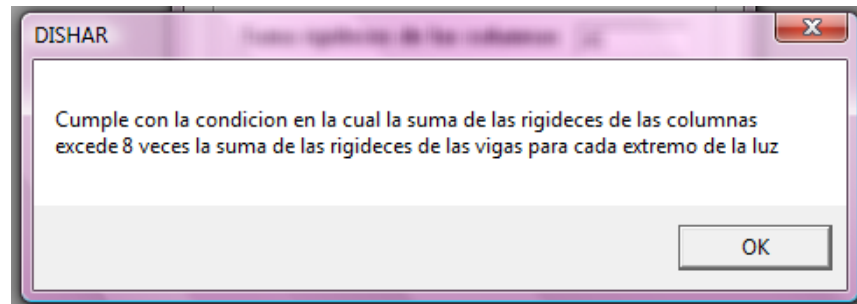 DISHAR
Cumple con la condicion en la cual la suma de las rigideces de las columnas
excede 8 veces la suma de las rigideces de las vigas para cada extremo de la luz
OK